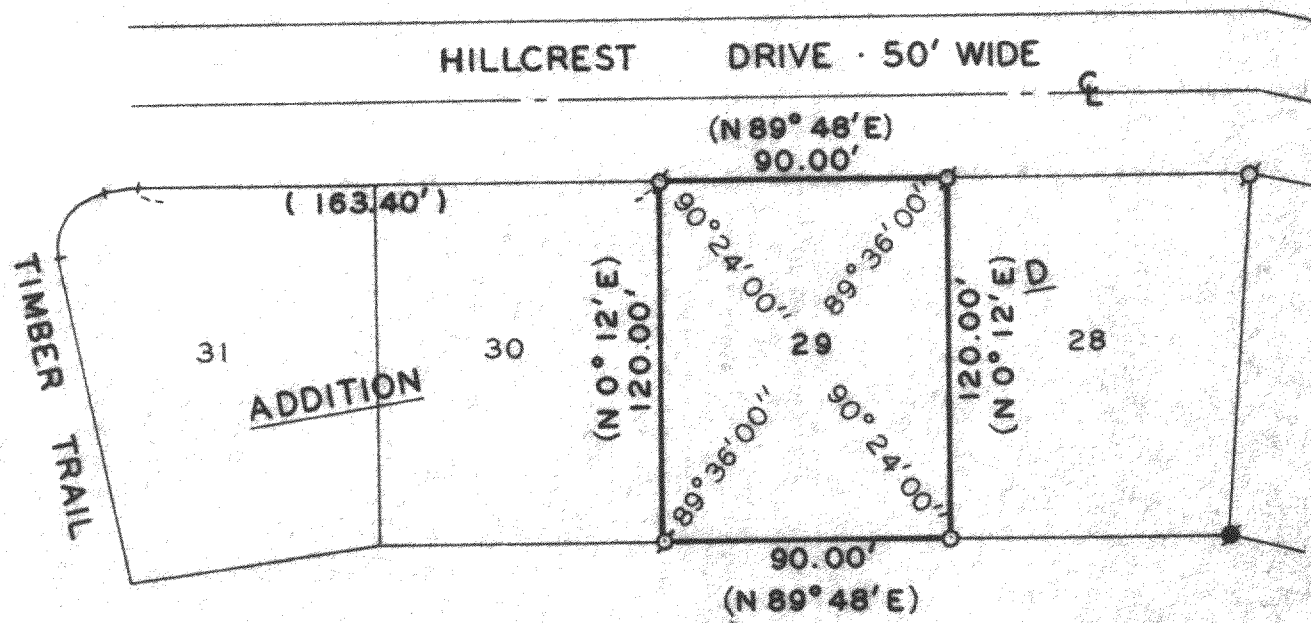 HILLCREST DRIVE · 50' WIDE
℄
(N 89° 48' E)
90.00'
( 163.40' )
TIMBER TRAIL
31
ADDITION
30
(N 0° 12' E)
120.00'
90° 24' 00"
89° 36' 00"
29
89° 36' 00"
90° 24' 00"
120.00'
(N 0° 12' E)
D
28
90.00'
(N 89° 48' E)